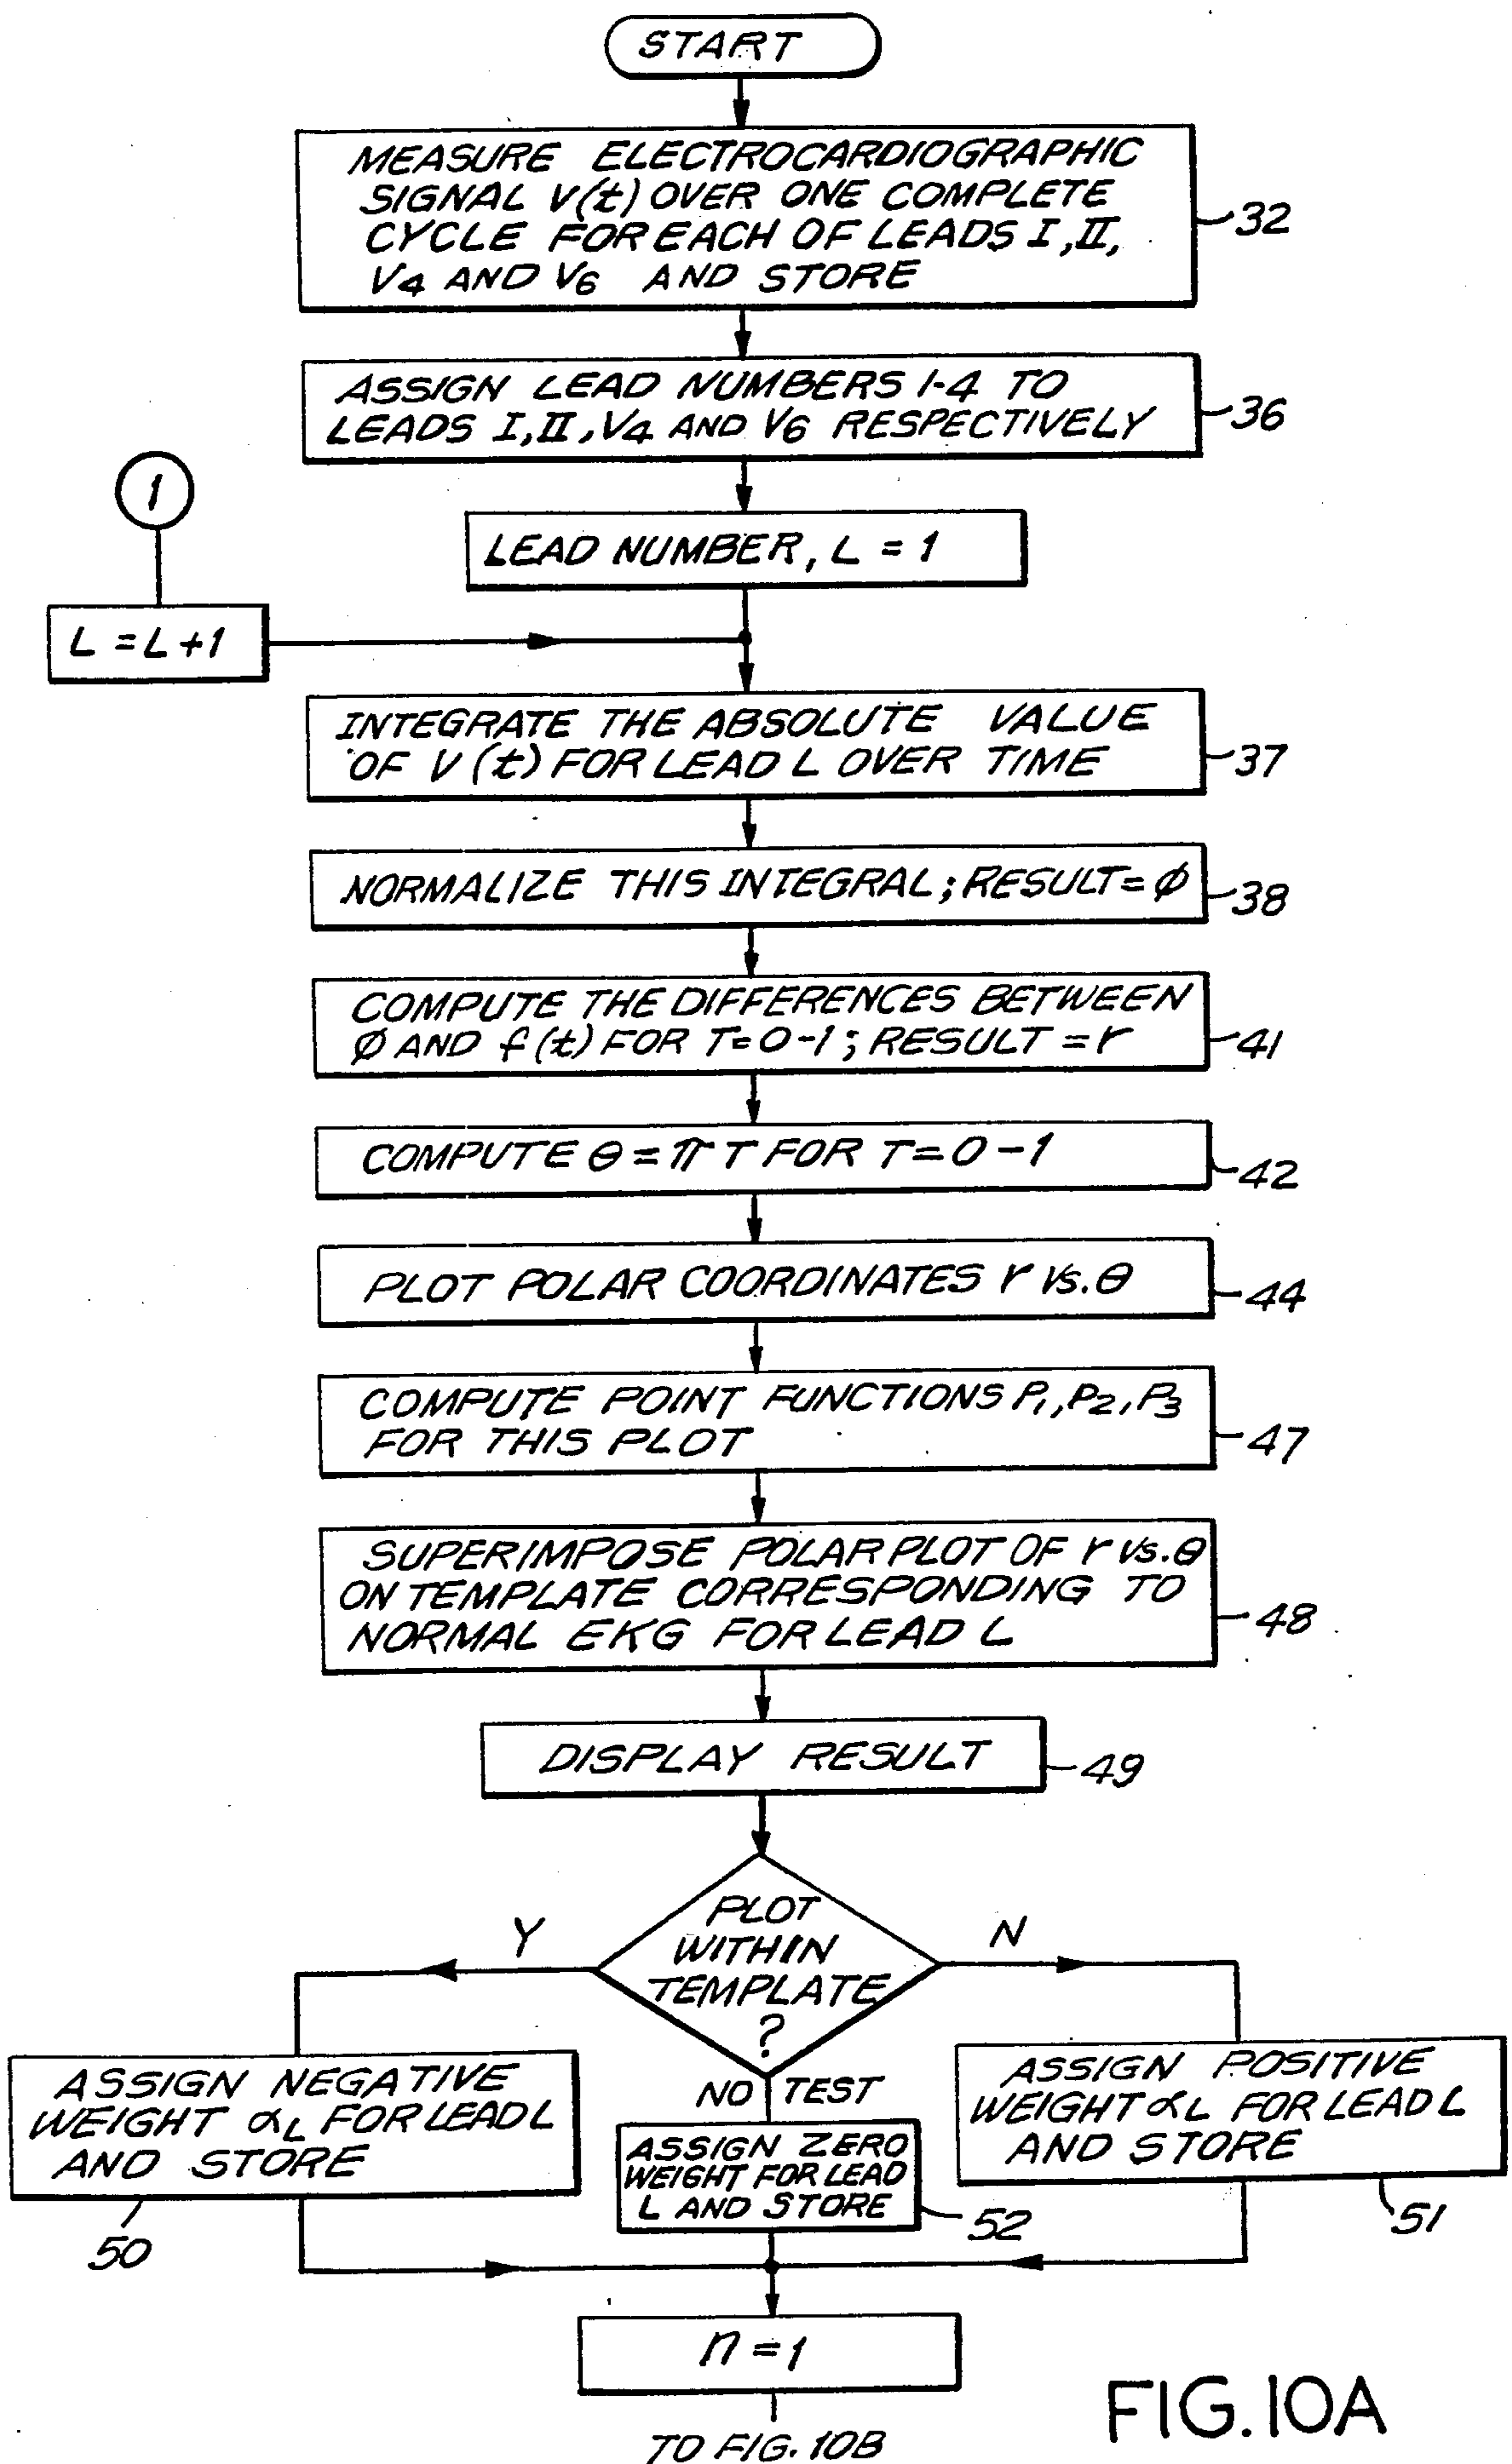 START
MEASURE ELECTROCARDIOGRAPHIC
SIGNAL V(t) OVER ONE COMPLETE
CYCLE FOR EACH OF LEADS I, II,
V4 AND V6 AND STORE
32
ASSIGN LEAD NUMBERS 1-4 TO
LEADS I, II, V4 AND V6 RESPECTIVELY
36
1
LEAD NUMBER, L = 1
L = L+1
INTEGRATE THE ABSOLUTE VALUE
OF V(t) FOR LEAD L OVER TIME
37
NORMALIZE THIS INTEGRAL; RESULT = ϕ
38
COMPUTE THE DIFFERENCES BETWEEN
ϕ AND f(t) FOR T=0-1; RESULT = r
41
COMPUTE θ = π T FOR T=0-1
42
PLOT POLAR COORDINATES r Vs. θ
44
COMPUTE POINT FUNCTIONS P1, P2, P3
FOR THIS PLOT
47
SUPERIMPOSE POLAR PLOT OF r Vs. θ
ON TEMPLATE CORRESPONDING TO
NORMAL EKG FOR LEAD L
48
DISPLAY RESULT
49
PLOT
WITHIN
TEMPLATE
?
Y
N
NO TEST
ASSIGN NEGATIVE
WEIGHT αL FOR LEAD L
AND STORE
50
ASSIGN ZERO
WEIGHT FOR LEAD
L AND STORE
52
ASSIGN POSITIVE
WEIGHT αL FOR LEAD L
AND STORE
51
n = 1
TO FIG. 10B
FIG. 10A